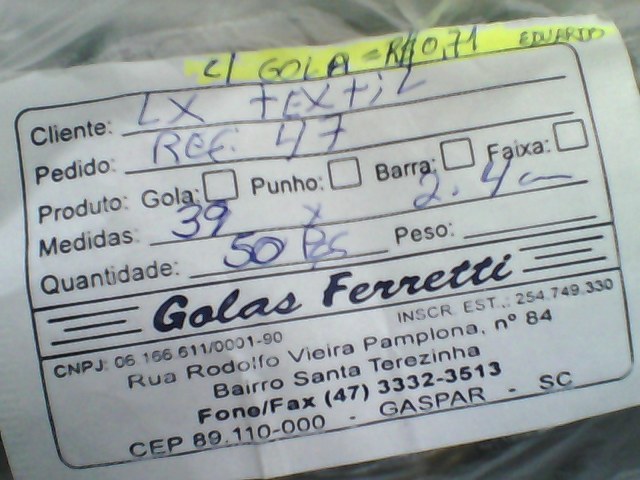 C/ GOLA = R$ 0,71 EDUARDO
Cliente: LX TEXTIL
Pedido: REF. 47
Produto: Gola: Punho: Barra: Faixa:
Medidas: 39 X 2.4cm
Quantidade: 50 Pçs Peso:
Golas Ferretti
CNPJ: 06.166.611/0001-90 INSCR. EST.: 254.749.330
Rua Rodolfo Vieira Pamplona, nº 84
Bairro Santa Terezinha
Fone/Fax (47) 3332-3513
CEP 89.110-000 - GASPAR - SC